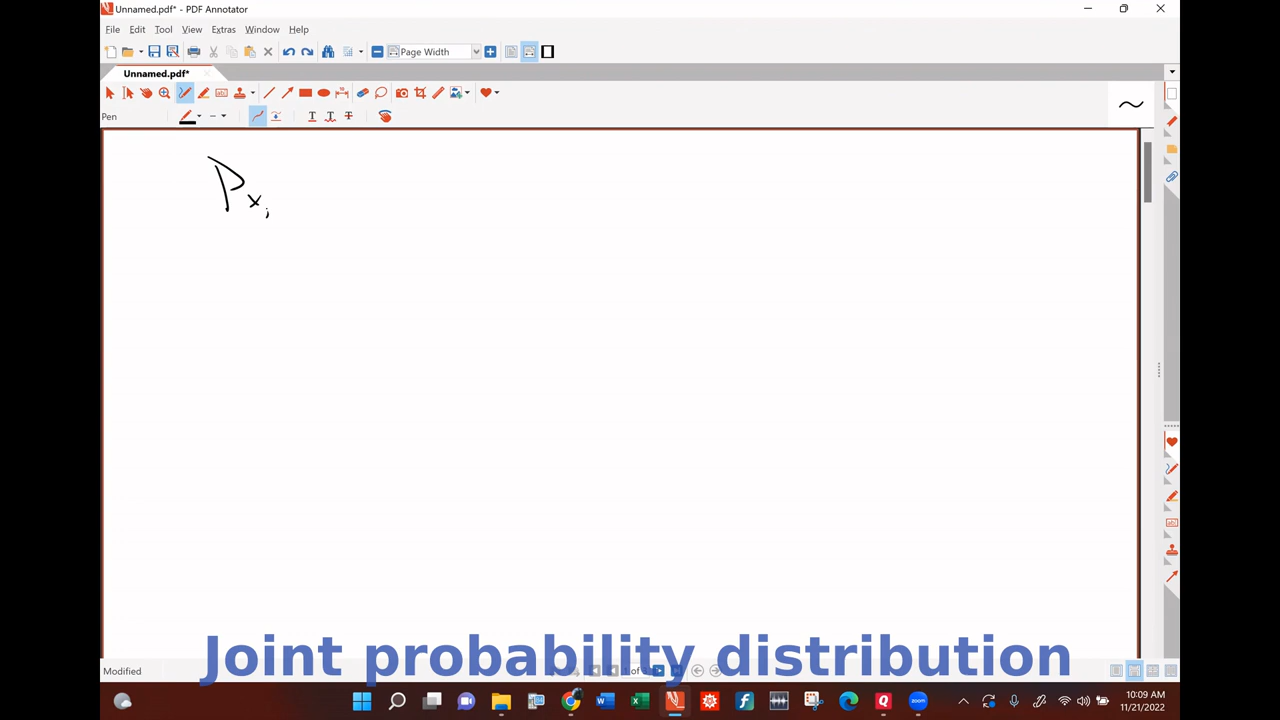 Unnamed.pdf* - PDF Annotator
File Edit Tool View Extras Window Help
Page Width
Unnamed.pdf*
Pen
Px,
Joint probability distribution
Modified
10:09 AM
11/21/2022